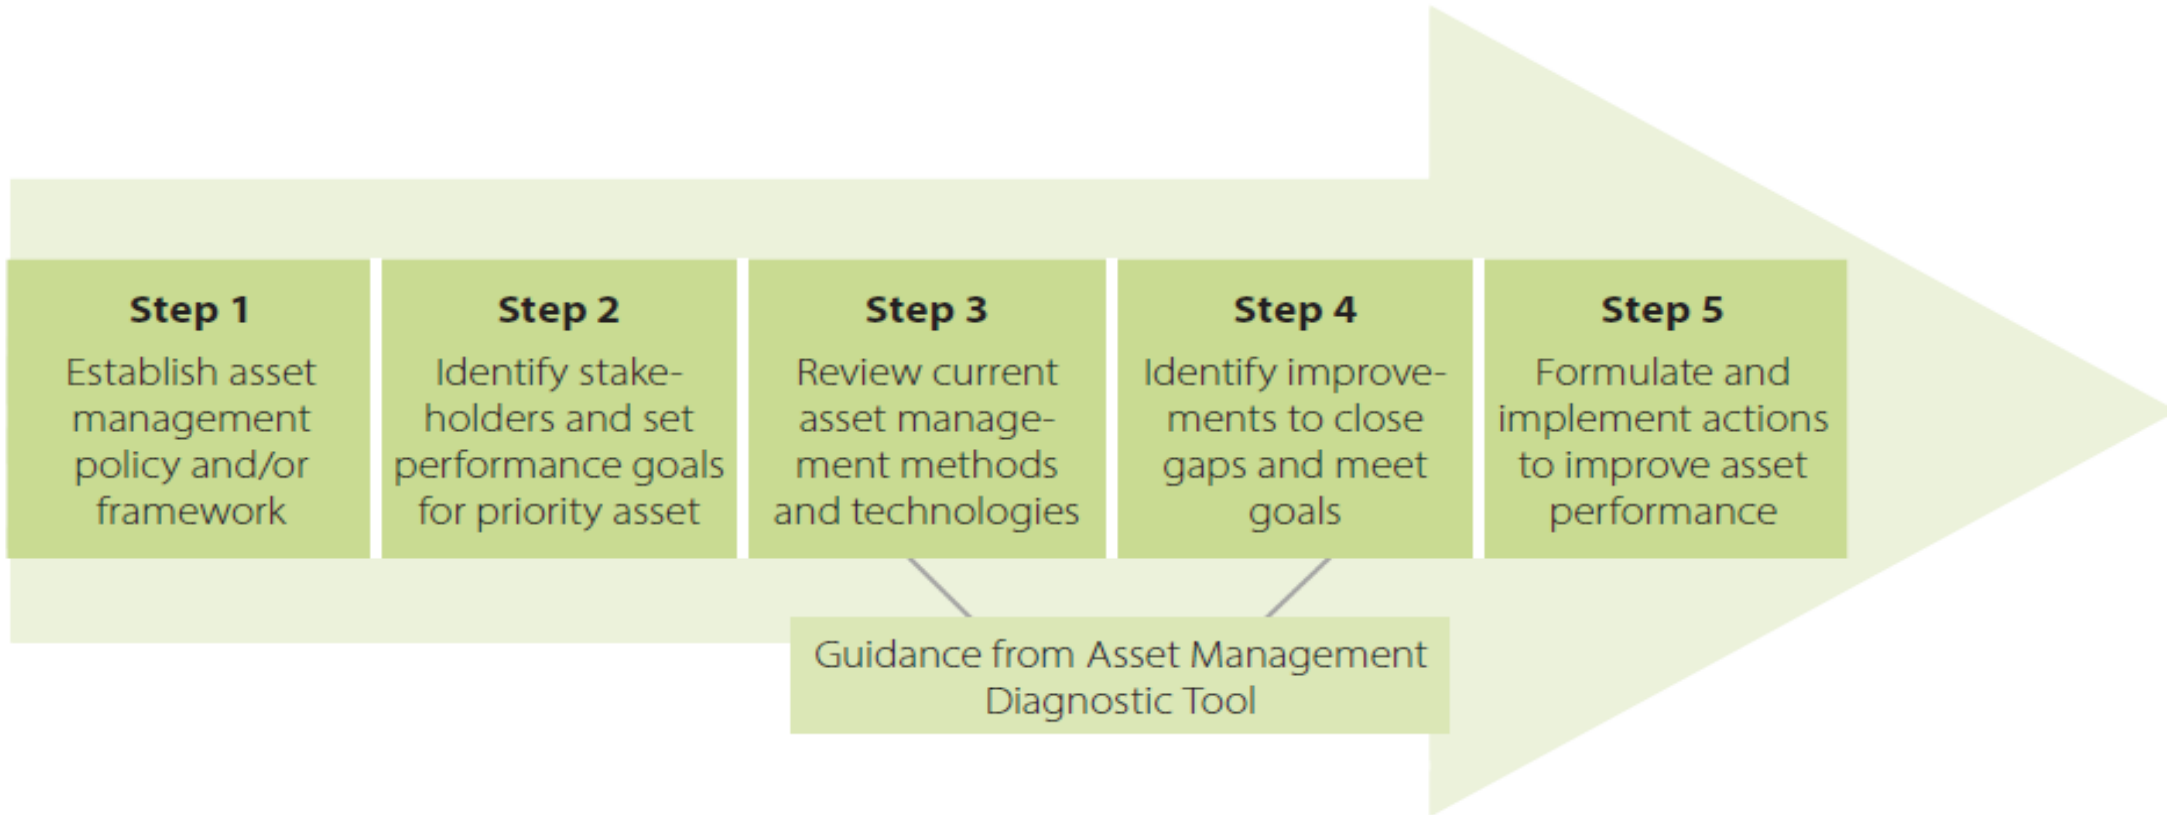 Step 1
Establish asset
management
policy and/or
framework
Step 2
Identify stake-
holders and set
performance goals
for priority asset
Step 3
Review current
asset manage-
ment methods
and technologies
Step 4
Identify improve-
ments to close
gaps and meet
goals
Step 5
Formulate and
implement actions
to improve asset
performance
Guidance from Asset Management
Diagnostic Tool